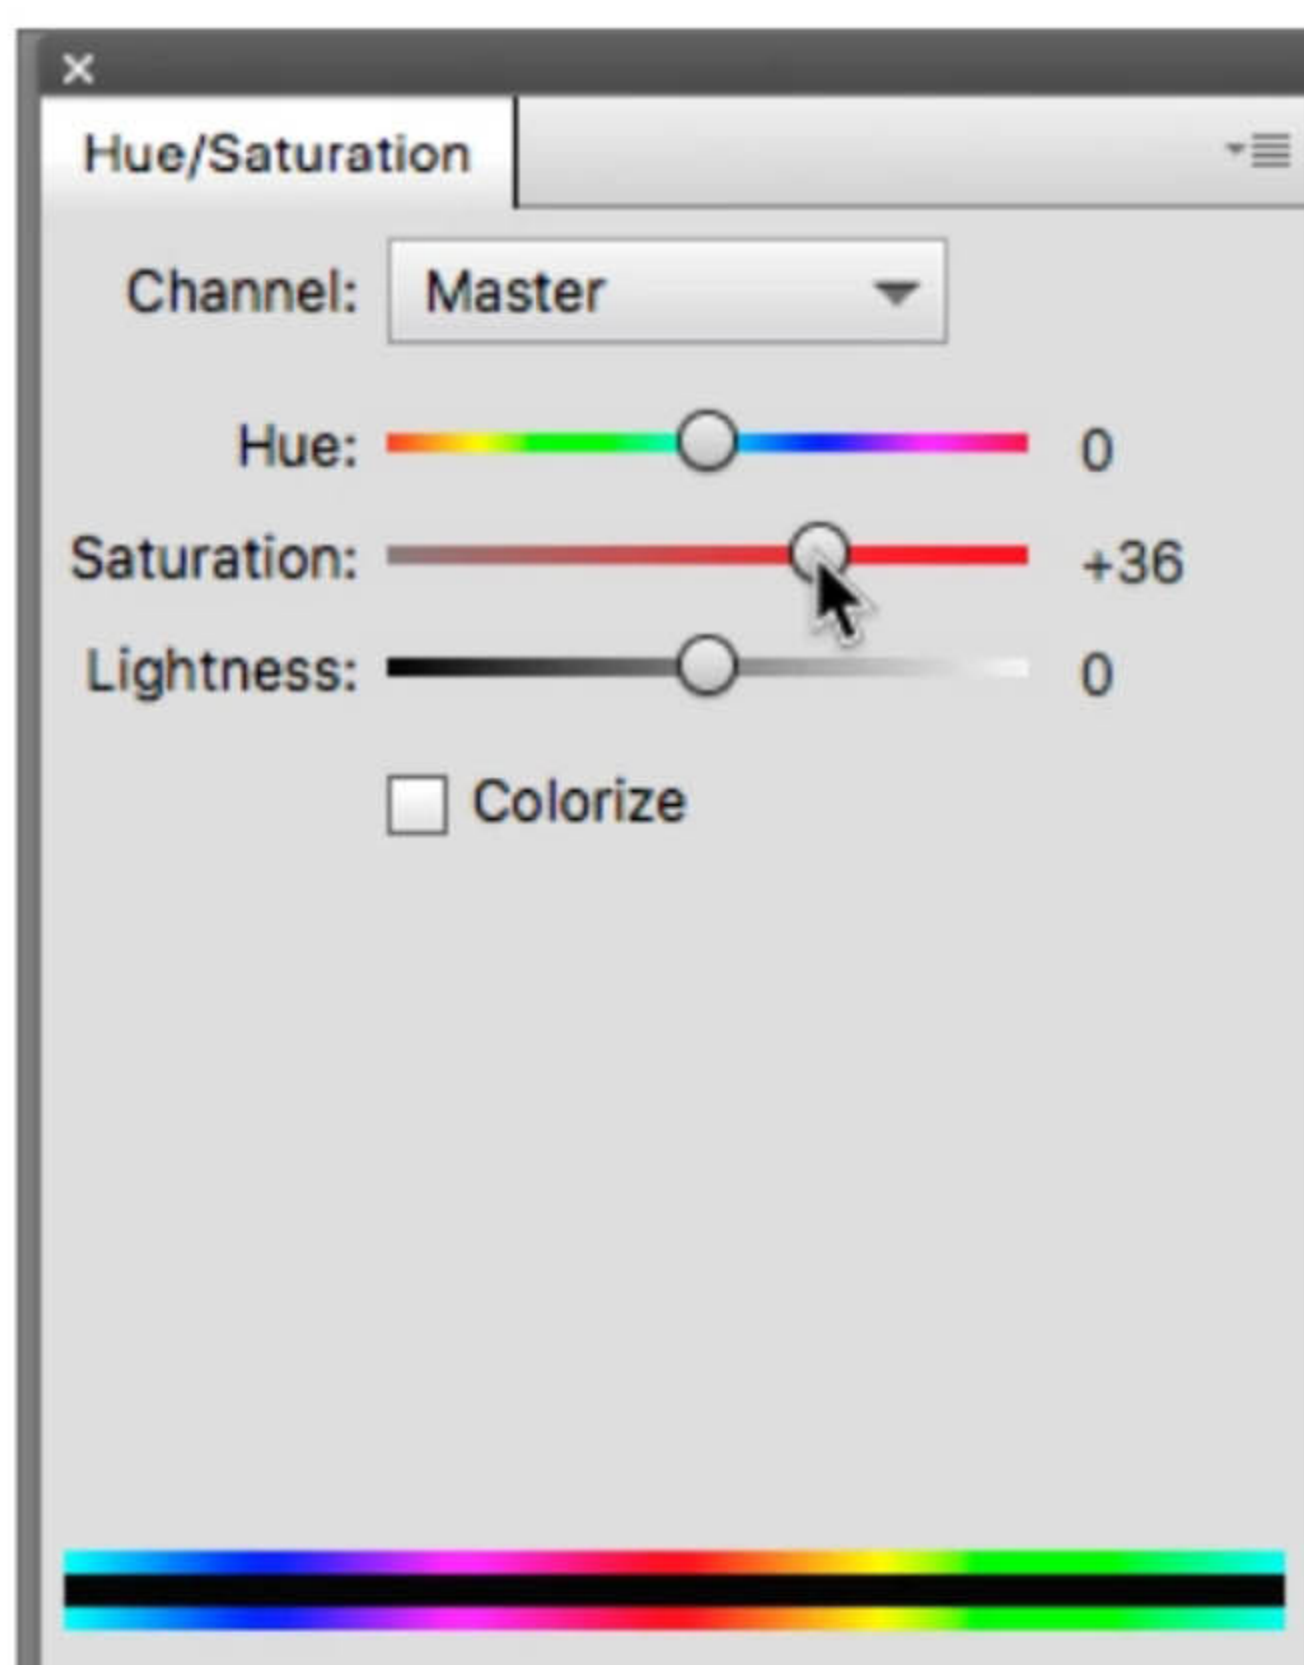 Hue/Saturation
Channel: Master
Hue: 0
Saturation: +36
Lightness: 0
Colorize